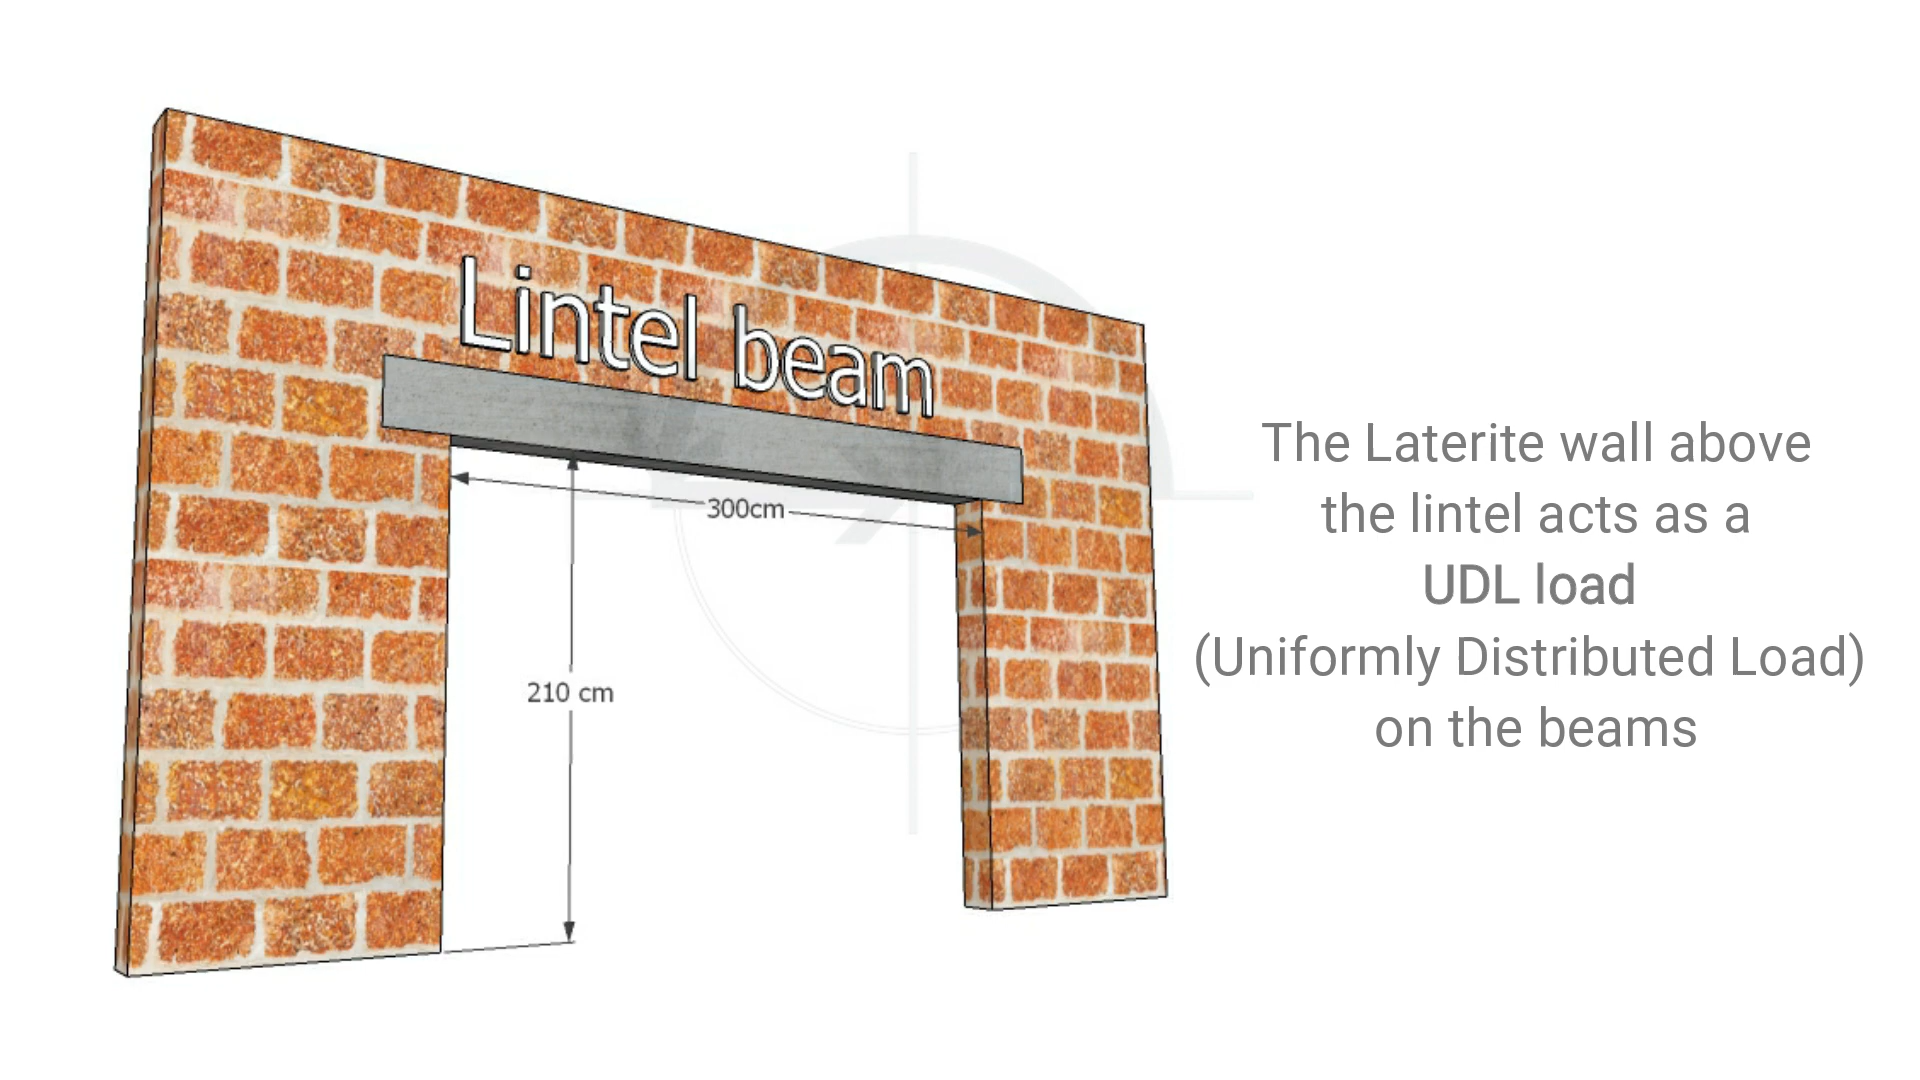 Lintel beam
300cm
210 cm
The Laterite wall above
the lintel acts as a
UDL load
(Uniformly Distributed Load)
on the beams